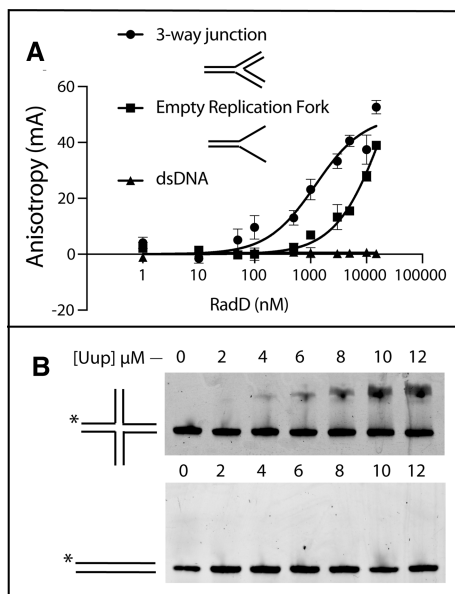 A
3-way junction
Empty Replication Fork
dsDNA
Anisotropy (mA)
60
40
20
0
-20
1
10
100
1000
10000
100000
RadD (nM)
B
[Uup] μM – 0 2 4 6 8 10 12
*
0 2 4 6 8 10 12
*